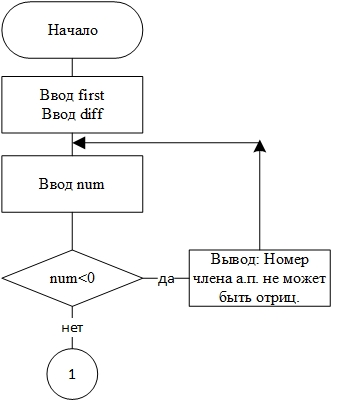 Начало
Ввод first
Ввод diff
Ввод num
num<0
да
Вывод: Номер
члена а.п. не может
быть отриц.
нет
1